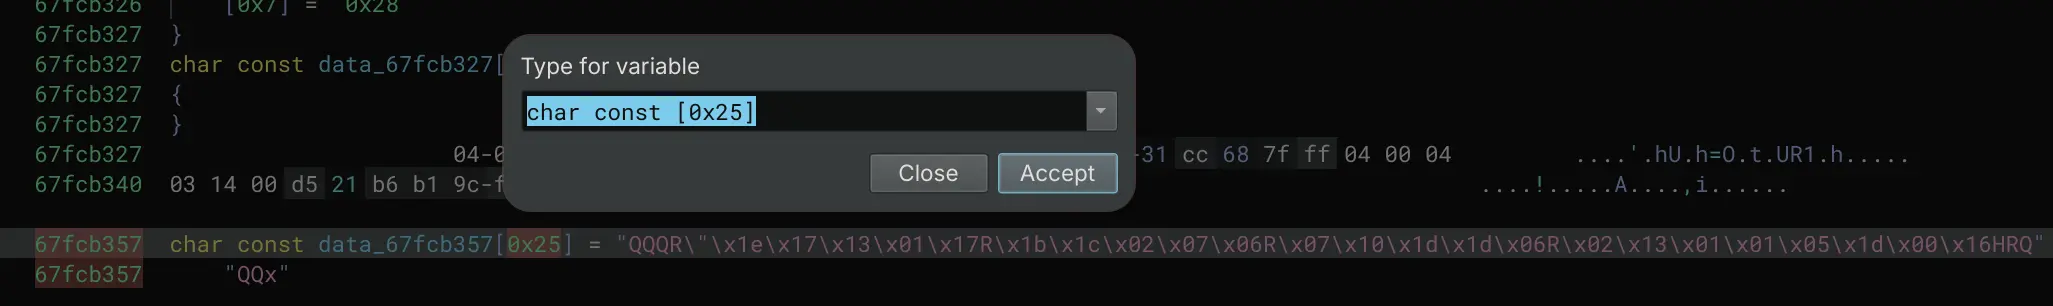 67fcb326 [0x7] = 0x28
67fcb327 }
67fcb327 char const data_67fcb327[
67fcb327 {
67fcb327 }
67fcb327 04-0 -31 cc 68 7f ff 04 00 04 ....'.hU.h=O.t.UR1.h.....
67fcb340 03 14 00 d5 21 b6 b1 9c-f ....!.....A....,i......
67fcb357 char const data_67fcb357[0x25] = "QQQR\"\x1e\x17\x13\x01\x17R\x1b\x1c\x02\x07\x06R\x07\x10\x1d\x1d\x06R\x02\x13\x01\x01\x05\x1d\x00\x16HRQ"
67fcb357 "QQx"
Type for variable
char const [0x25]
Close Accept